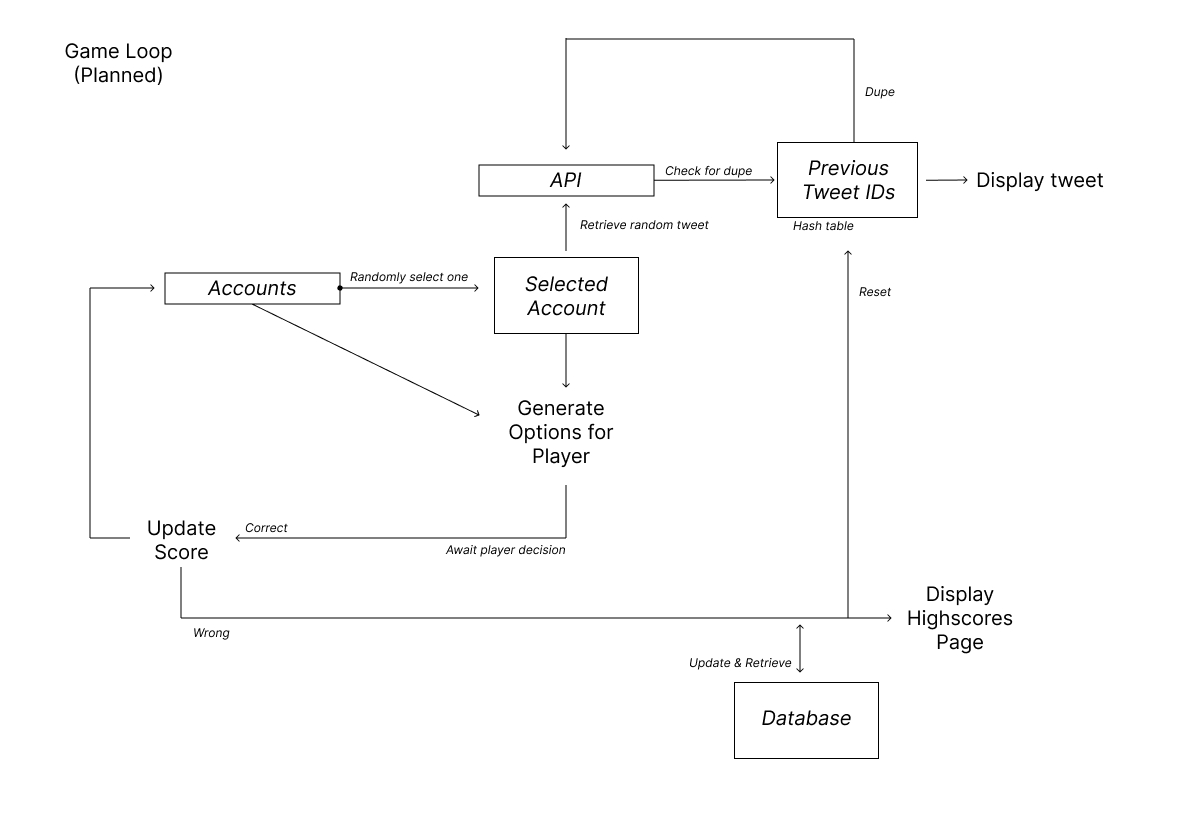 Game Loop
(Planned)
Dupe
API
Check for dupe
Previous
Tweet IDs
Display tweet
Retrieve random tweet
Hash table
Accounts
Randomly select one
Selected
Account
Reset
Generate
Options for
Player
Update
Score
Correct
Await player decision
Wrong
Display
Highscores
Page
Update & Retrieve
Database